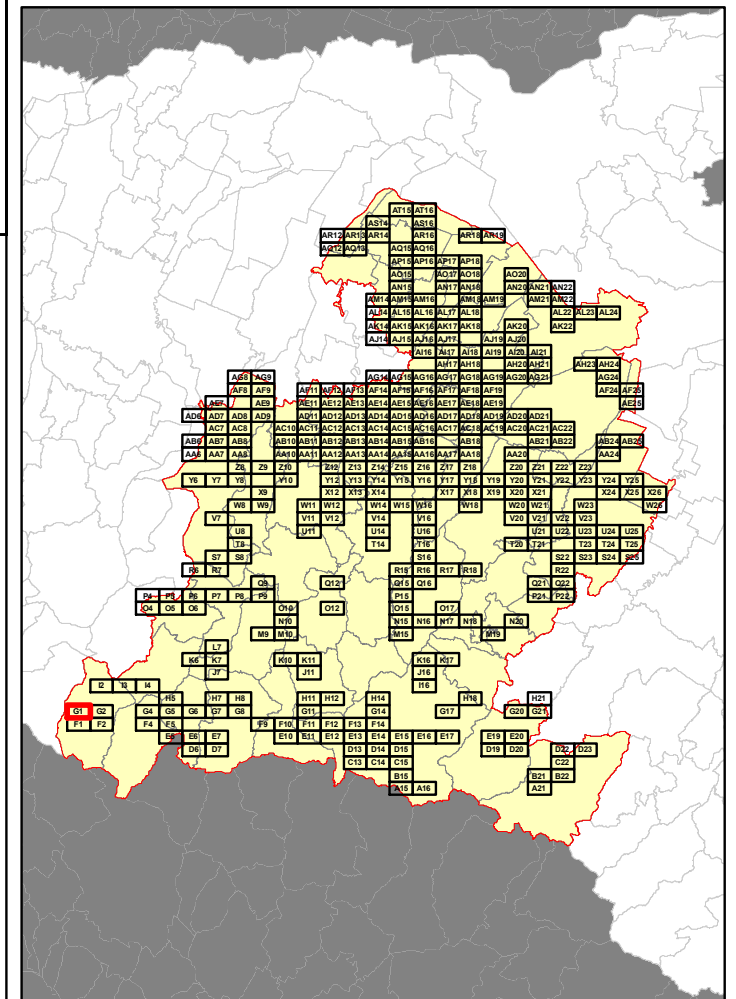 AT15 AT16
AS14 AS16
AR12 AR13 AR14 AR16 AR18 AR19
AQ12 AQ13 AQ15 AQ16
AP15 AP16 AP17 AP18
AO15 AO17 AO18 AO20
AN15 AN17 AN18 AN20 AN21 AN22
AM14 AM15 AM16 AM18 AM19 AM21 AM22
AL14 AL15 AL16 AL17 AL18 AL22 AL23 AL24
AK14 AK15 AK16 AK17 AK18 AK20 AK22
AJ14 AJ15 AJ16 AJ17 AJ19 AJ20
AI16 AI17 AI18 AI19 AI20 AI21
AH17 AH18 AH20 AH21 AH23 AH24
AG8 AG9 AG14 AG15 AG16 AG17 AG18 AG19 AG20 AG21 AG24
AF8 AF9 AF11 AF12 AF13 AF14 AF15 AF16 AF17 AF18 AF19 AF24 AF25
AE7 AE9 AE11 AE12 AE13 AE14 AE15 AE16 AE17 AE18 AE19 AE25
AD6 AD7 AD8 AD9 AD11 AD12 AD13 AD14 AD15 AD16 AD17 AD18 AD19 AD20 AD21
AC7 AC8 AC10 AC11 AC12 AC13 AC14 AC15 AC16 AC17 AC18 AC19 AC20 AC21 AC22
AB6 AB7 AB8 AB10 AB11 AB12 AB13 AB14 AB15 AB16 AB18 AB21 AB22 AB24 AB25
AA6 AA7 AA8 AA10 AA11 AA12 AA13 AA14 AA15 AA16 AA17 AA18 AA20 AA24
Z8 Z9 Z10 Z12 Z13 Z14 Z15 Z16 Z17 Z18 Z20 Z21 Z22 Z23
Y6 Y7 Y8 Y10 Y12 Y13 Y14 Y15 Y16 Y17 Y18 Y19 Y20 Y21 Y22 Y23 Y24 Y25
X9 X12 X13 X14 X17 X18 X19 X20 X21 X24 X25 X26
W8 W9 W11 W12 W14 W15 W16 W18 W20 W21 W23 W26
V7 V11 V12 V14 V16 V20 V21 V22 V23
U8 U11 U14 U16 U21 U22 U23 U24 U25
T8 T14 T16 T20 T21 T23 T24 T25
S7 S8 S16 S22 S23 S24 S25
R6 R7 R15 R16 R17 R18 R22
Q9 Q12 Q15 Q16 Q21 Q22
P4 P5 P6 P7 P8 P9 P15 P21 P22
O4 O5 O6 O10 O12 O15 O17
N10 N15 N16 N17 N18 N20
M9 M10 M15 M19
L7
K6 K7 K10 K11 K16 K17
J7 J11 J16
I2 I3 I4 I16
H5 H7 H8 H11 H12 H14 H18 H21
G1 G2 G4 G5 G6 G7 G8 G11 G14 G17 G20 G21
F1 F2 F4 F5 F9 F10 F11 F12 F13 F14
E5 E6 E7 E10 E11 E12 E13 E14 E15 E16 E17 E19 E20
D6 D7 D13 D14 D15 D19 D20 D22 D23
C13 C14 C15 C22
B15 B21 B22
A15 A16 A21